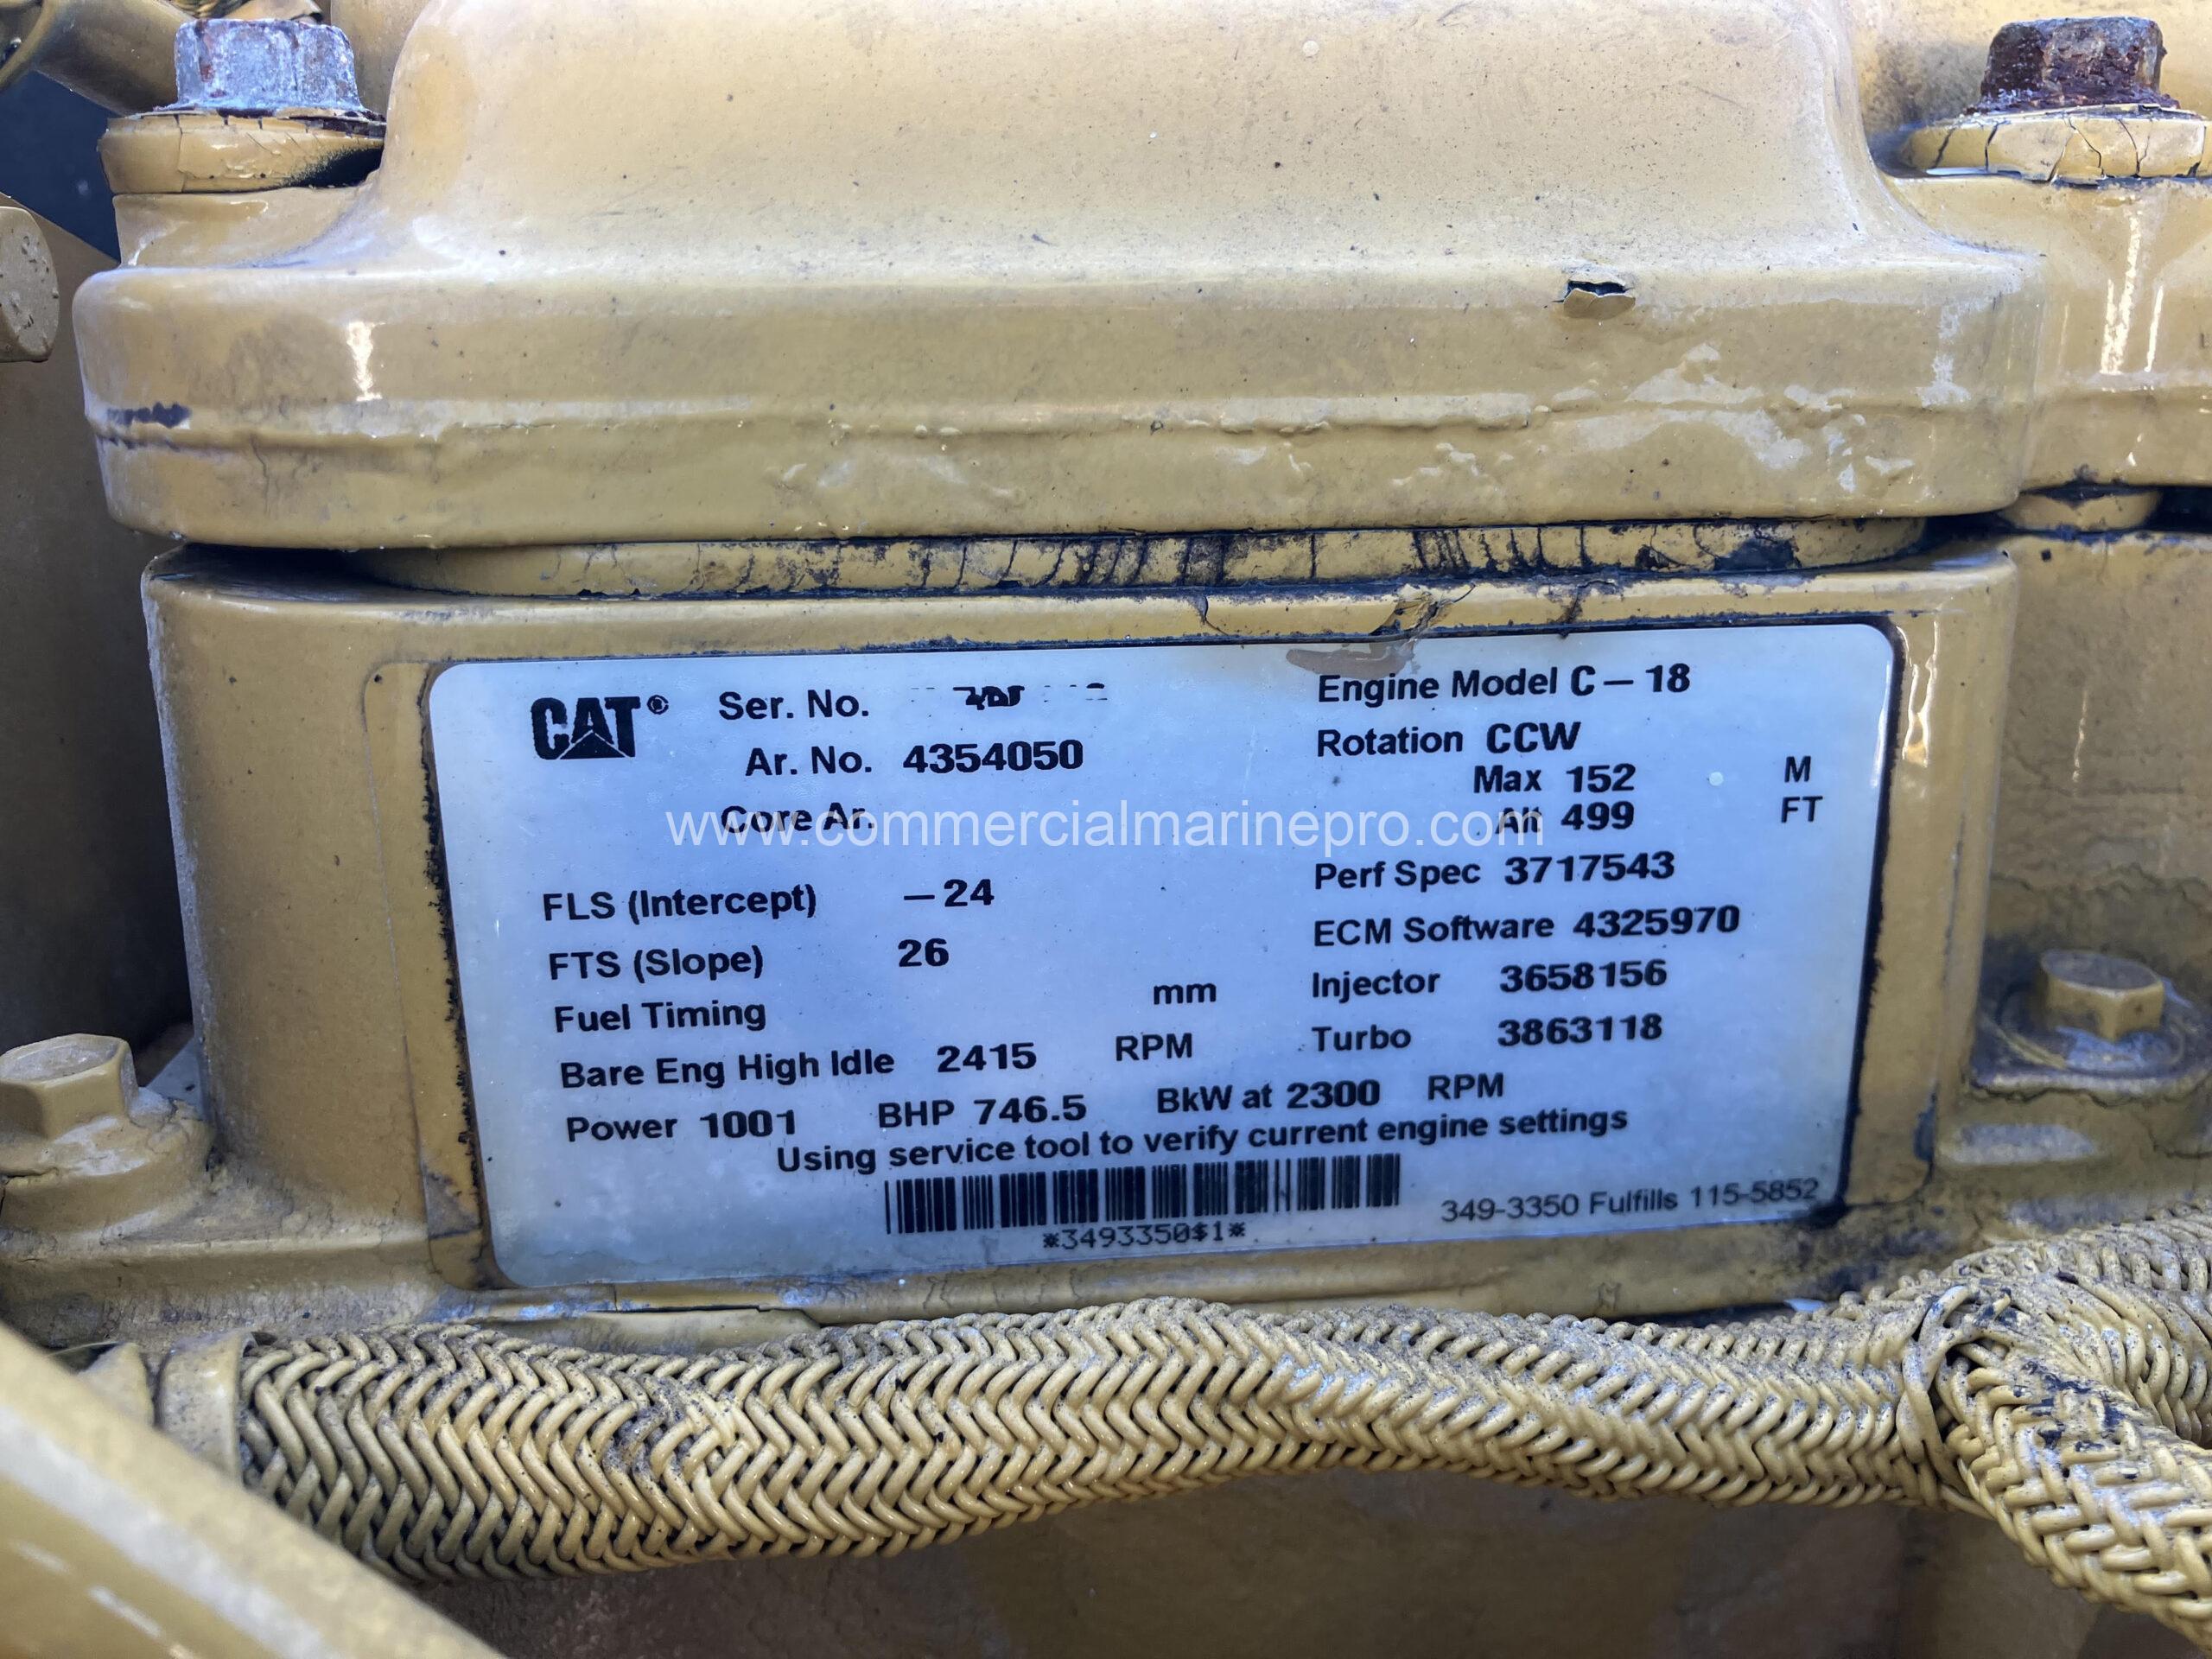 CAT®
Ser. No.
Ar. No. 4354050
Core Ar.
FLS (Intercept) -24
FTS (Slope) 26
Fuel Timing mm
Bare Eng High Idle 2415 RPM
Power 1001 BHP 746.5 BkW at 2300 RPM
Engine Model C-18
Rotation CCW
Max 152 M
Alt 499 FT
Perf Spec 3717543
ECM Software 4325970
Injector 3658156
Turbo 3863118
Using service tool to verify current engine settings
*3493350$1*
349-3350 Fulfills 115-5852
www.commercialmarinepro.com